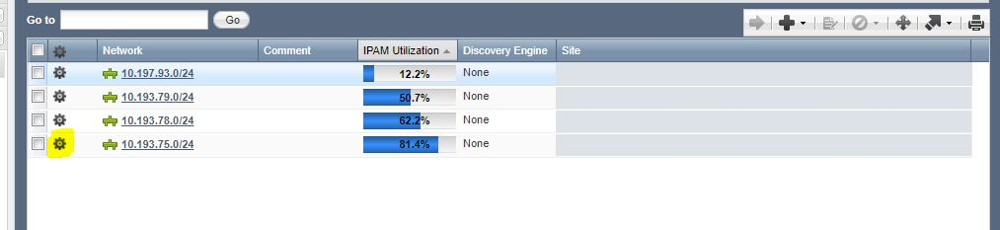 Go to Go
Network Comment IPAM Utilization Discovery Engine Site
10.197.93.0/24 12.2% None
10.193.79.0/24 50.7% None
10.193.78.0/24 62.2% None
10.193.75.0/24 81.4% None